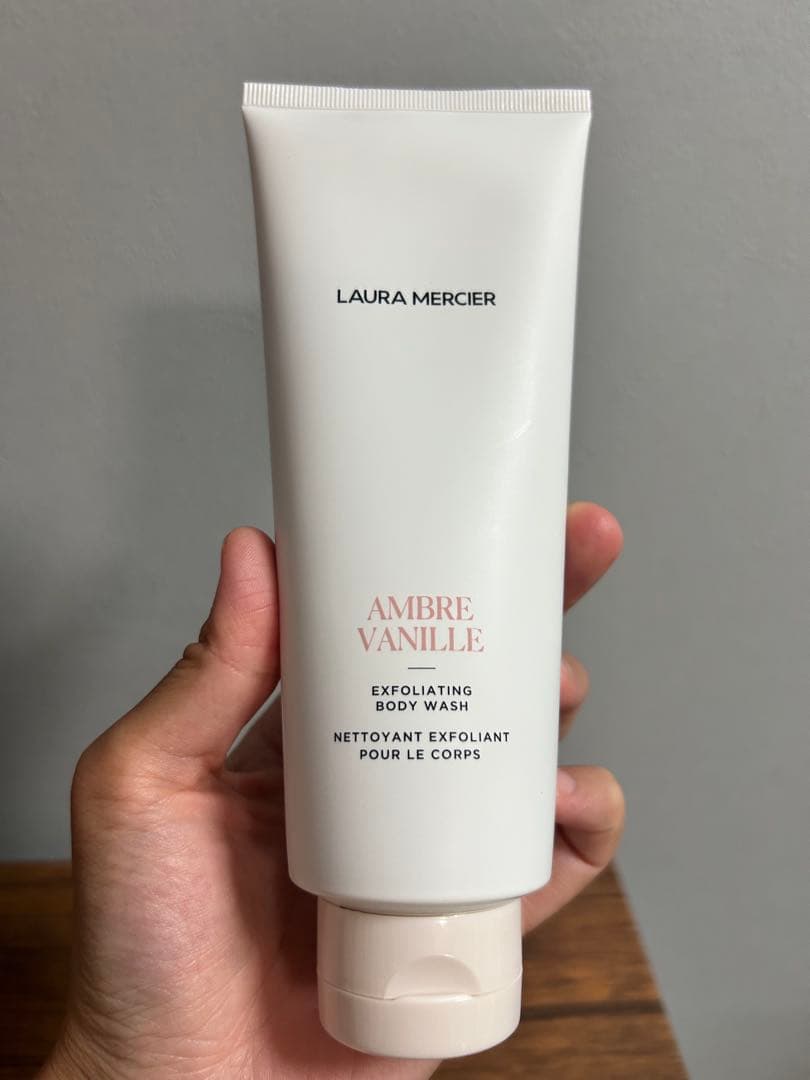 LAURA MERCIER
AMBRE
VANILLE
EXFOLIATING
BODY WASH
NETTOYANT EXFOLIANT
POUR LE CORPS